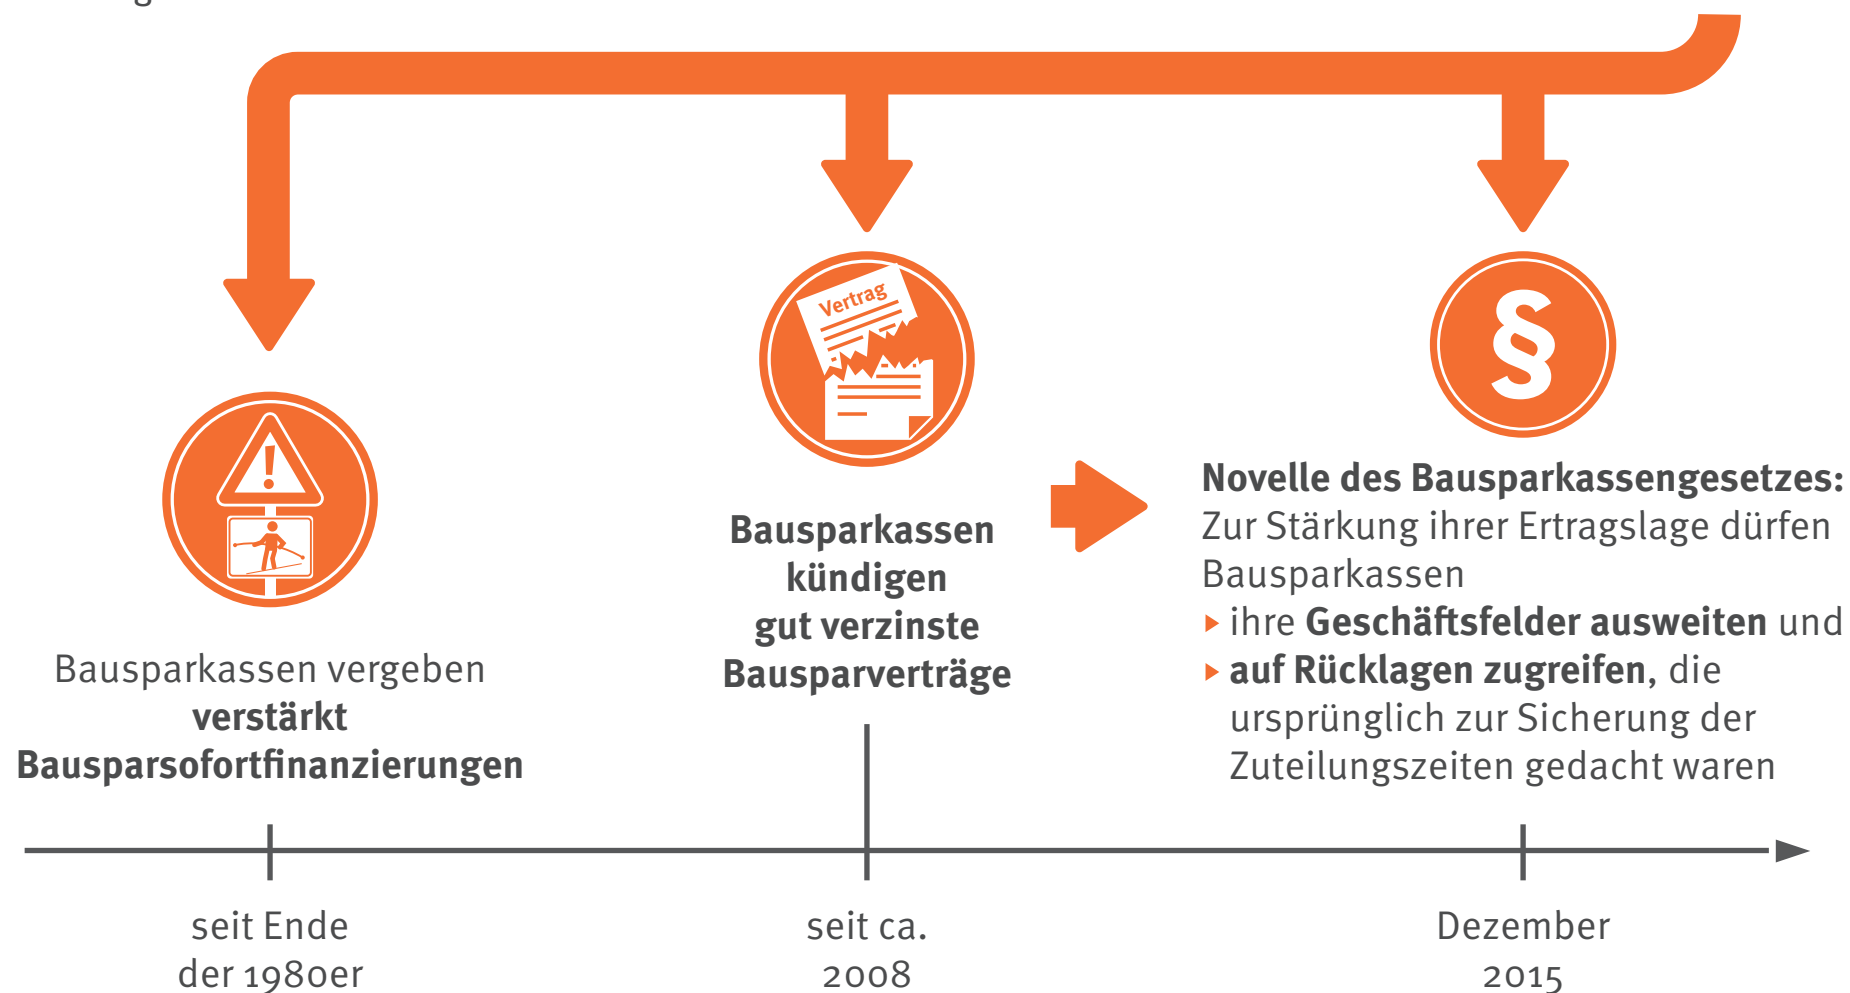 Vertrag
§
Bausparkassen vergeben
verstärkt
Bausparsofortfinanzierungen
Bausparkassen
kündigen
gut verzinste
Bausparverträge
Novelle des Bausparkassengesetzes:
Zur Stärkung ihrer Ertragslage dürfen
Bausparkassen
▸ ihre Geschäftsfelder ausweiten und
▸ auf Rücklagen zugreifen, die
ursprünglich zur Sicherung der
Zuteilungszeiten gedacht waren
seit Ende
der 1980er
seit ca.
2008
Dezember
2015